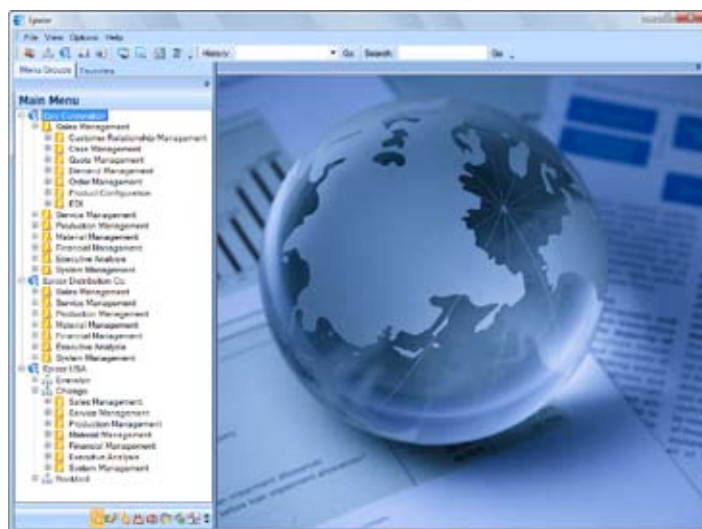 Epicor
File View Options Help
History: Go Search: Go
Menu Groups Favorites
Main Menu
Epic Corporation
Sales Management
Customer Relationship Management
Case Management
Quote Management
Demand Management
Order Management
Product Configuration
EDI
Service Management
Production Management
Material Management
Financial Management
Executive Analysis
System Management
Epicor Distribution Co.
Sales Management
Service Management
Production Management
Material Management
Financial Management
Executive Analysis
System Management
Epicor USA
Evanston
Chicago
Sales Management
Service Management
Production Management
Material Management
Financial Management
Executive Analysis
System Management
Rockford